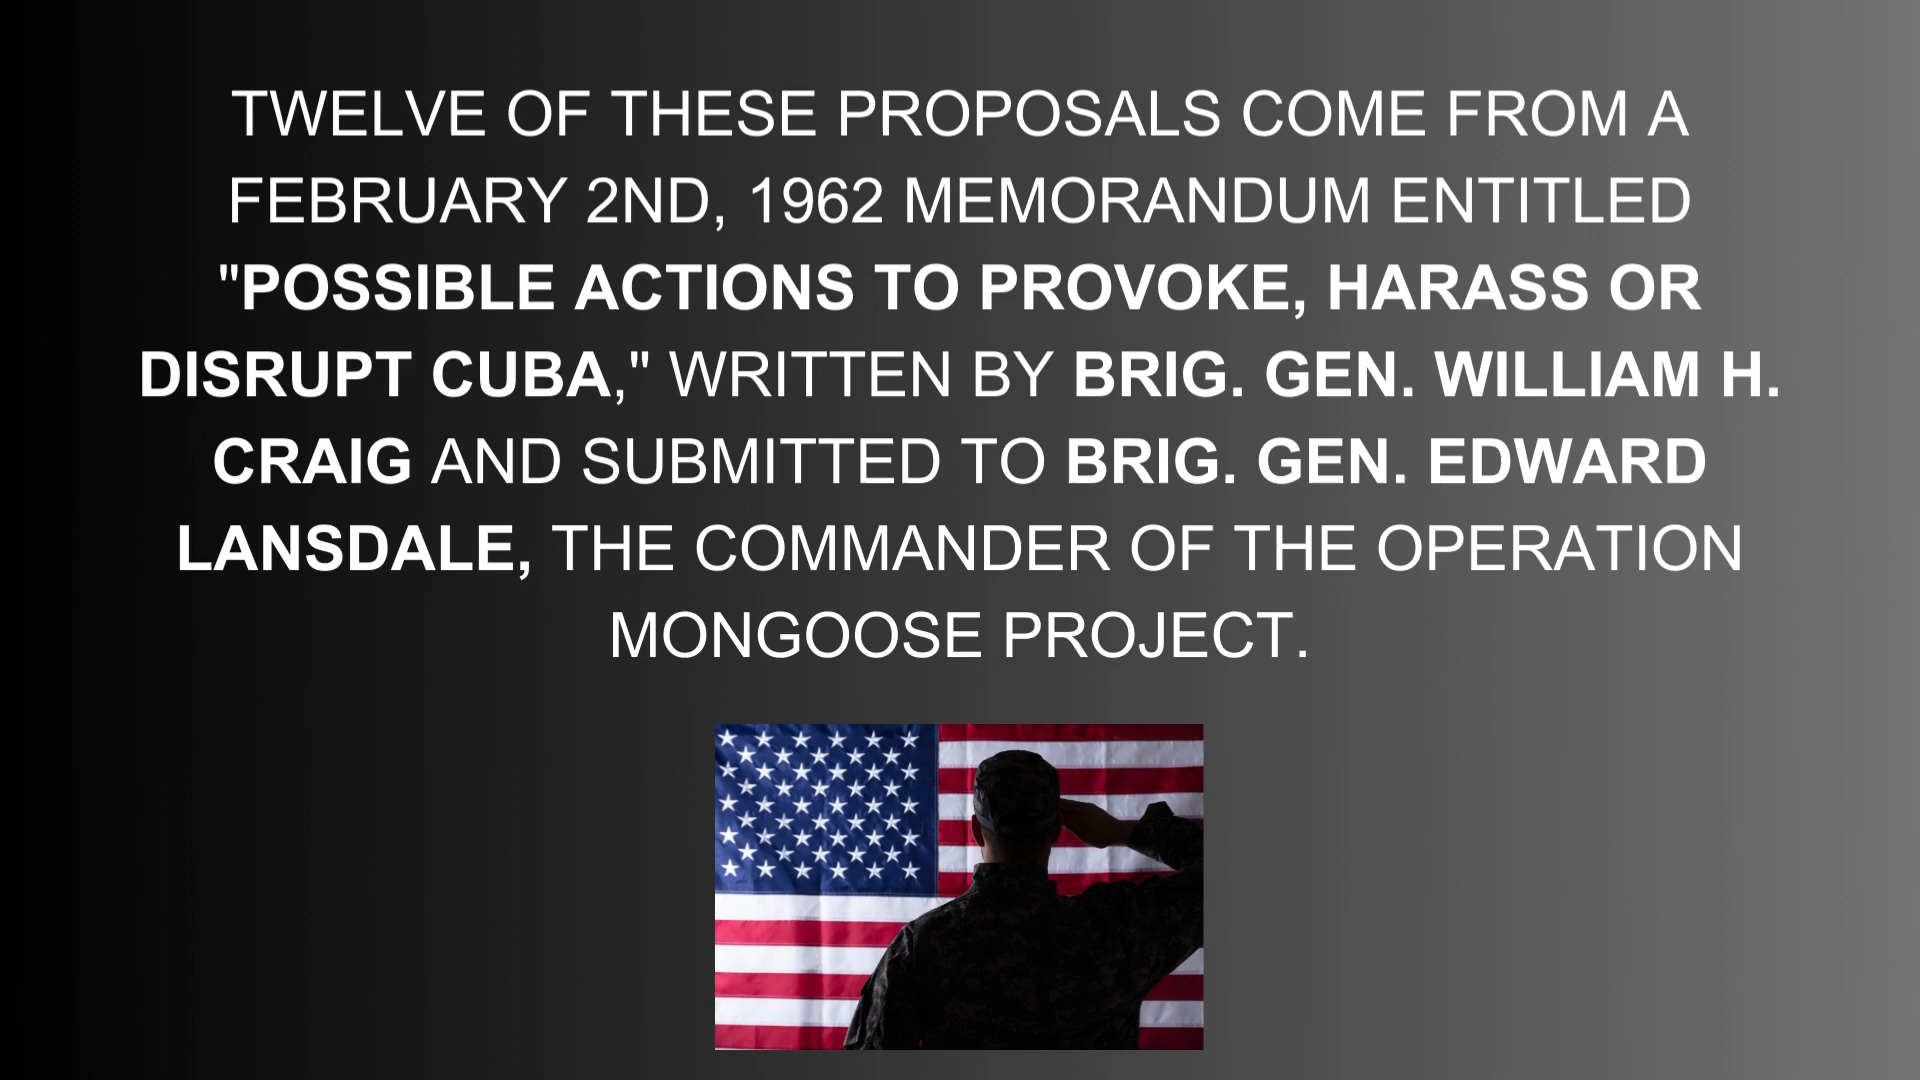 TWELVE OF THESE PROPOSALS COME FROM A
FEBRUARY 2ND, 1962 MEMORANDUM ENTITLED
"POSSIBLE ACTIONS TO PROVOKE, HARASS OR
DISRUPT CUBA," WRITTEN BY BRIG. GEN. WILLIAM H.
CRAIG AND SUBMITTED TO BRIG. GEN. EDWARD
LANSDALE, THE COMMANDER OF THE OPERATION
MONGOOSE PROJECT.